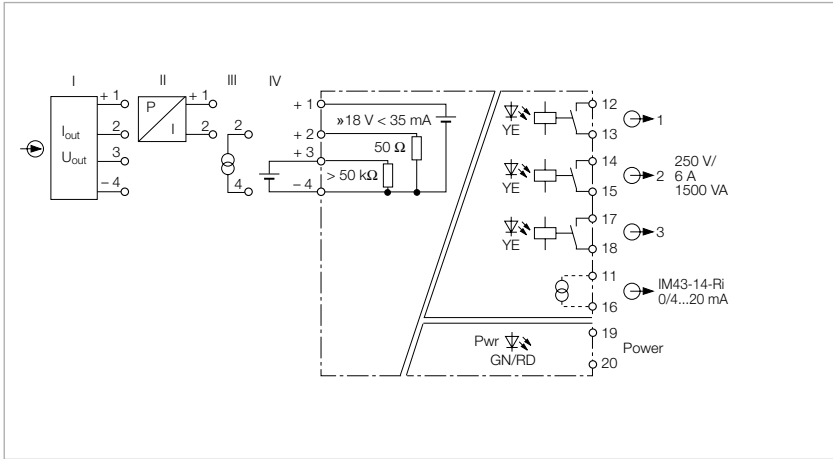 I II III IV
+ 1
2
3
– 4
I out
U out
P
I
+ 1
2
2
4
+ 1
+ 2
+ 3
– 4
»18 V < 35 mA
50 Ω
> 50 kΩ
YE
12
13
1
YE
14
15
2
250 V/
6 A
1500 VA
YE
17
18
3
11
16
IM43-14-Ri
0/4...20 mA
Pwr
GN/RD
19
20
Power